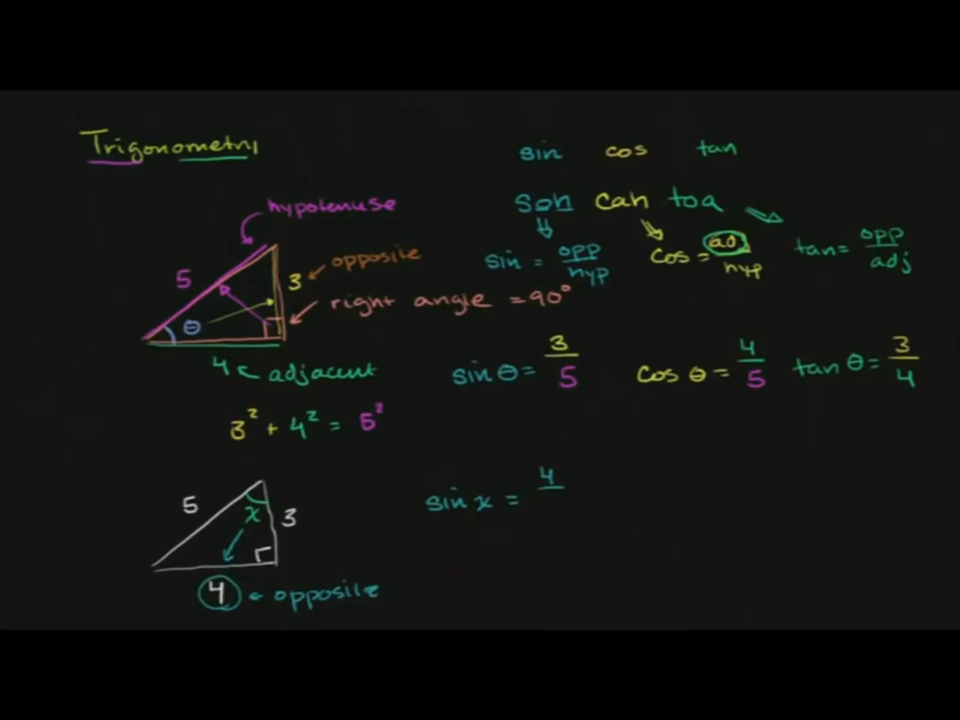 Trigonometry
sin cos tan
hypotenuse
Soh Cah toa
5
3
opposite
sin = opp/hyp
cos = ad/hyp
tan = opp/adj
θ
right angle = 90°
4 adjacent
sin θ = 3/5
cos θ = 4/5
tan θ = 3/4
3² + 4² = 5²
5
x
3
sin x = 4
4 opposite